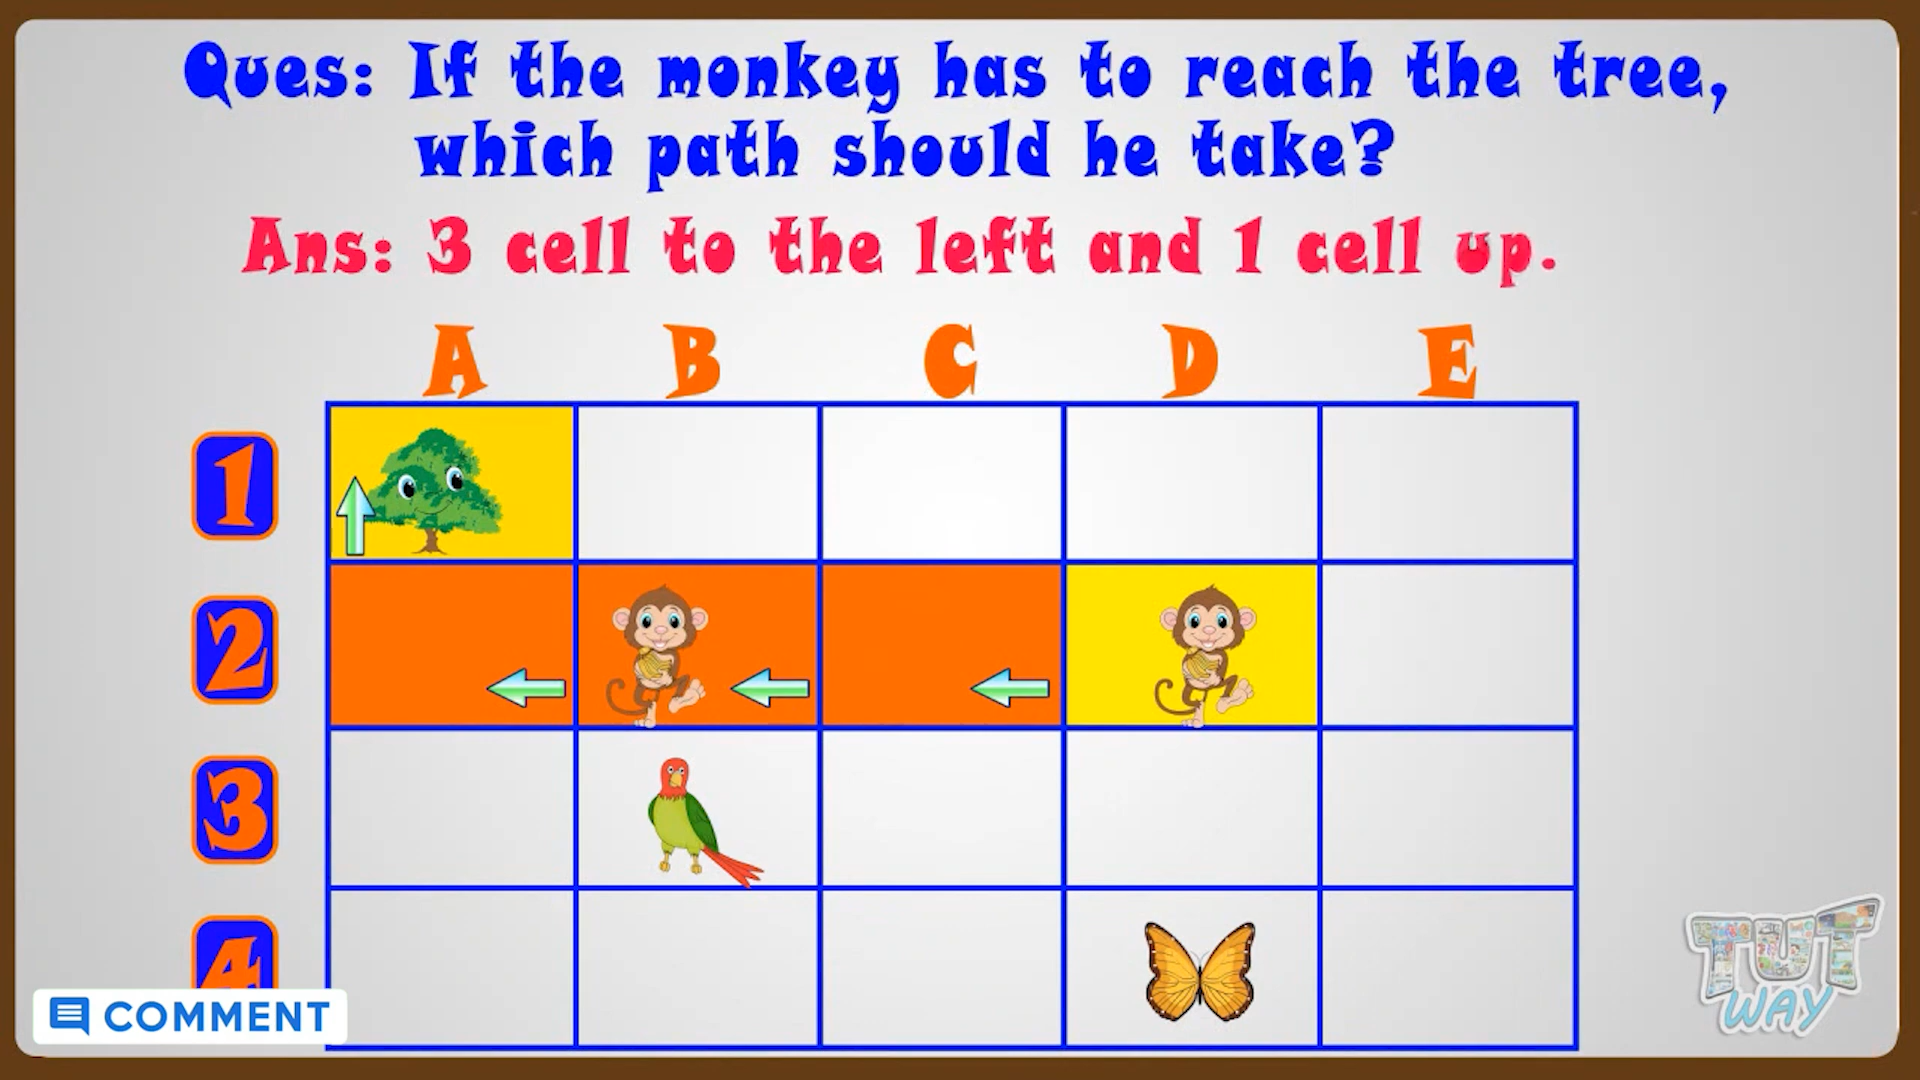 Ques: If the monkey has to reach the tree,
which path should he take?
Ans: 3 cell to the left and 1 cell up.
A B C D E
1
2
3
4
COMMENT
TUT
WAY